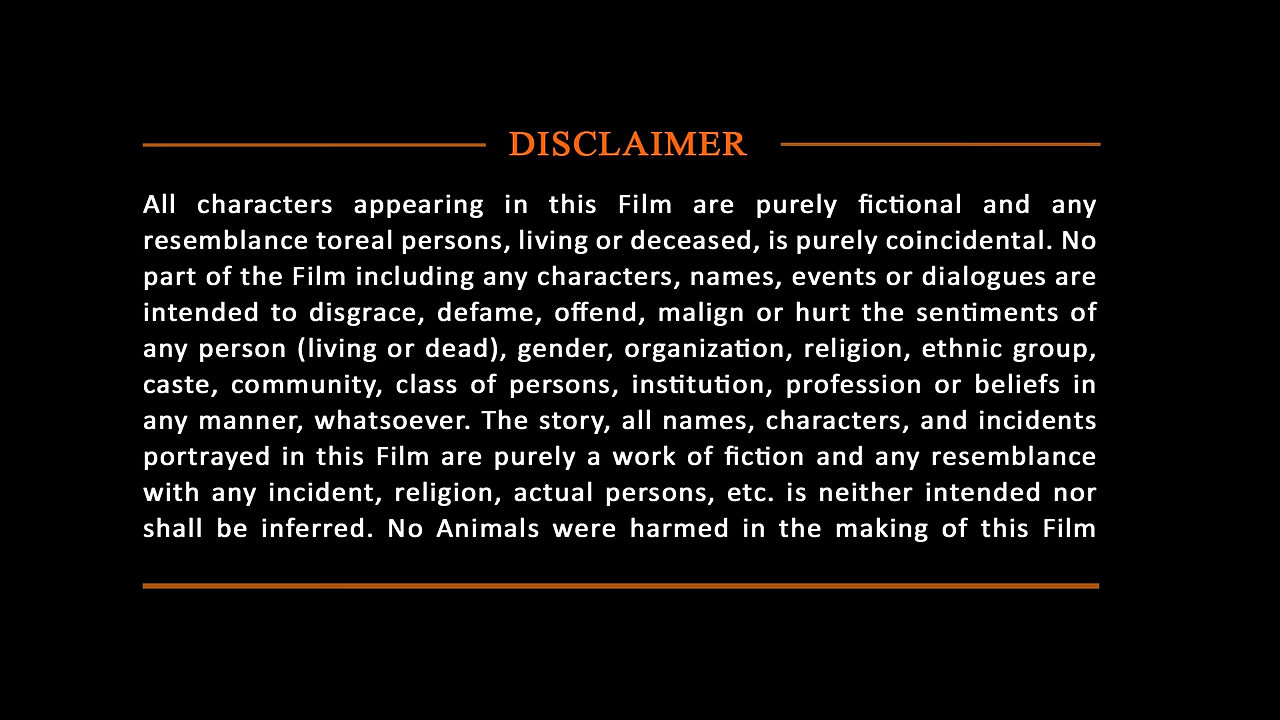 DISCLAIMER
All characters appearing in this Film are purely fictional and any
resemblance toreal persons, living or deceased, is purely coincidental. No
part of the Film including any characters, names, events or dialogues are
intended to disgrace, defame, offend, malign or hurt the sentiments of
any person (living or dead), gender, organization, religion, ethnic group,
caste, community, class of persons, institution, profession or beliefs in
any manner, whatsoever. The story, all names, characters, and incidents
portrayed in this Film are purely a work of fiction and any resemblance
with any incident, religion, actual persons, etc. is neither intended nor
shall be inferred. No Animals were harmed in the making of this Film